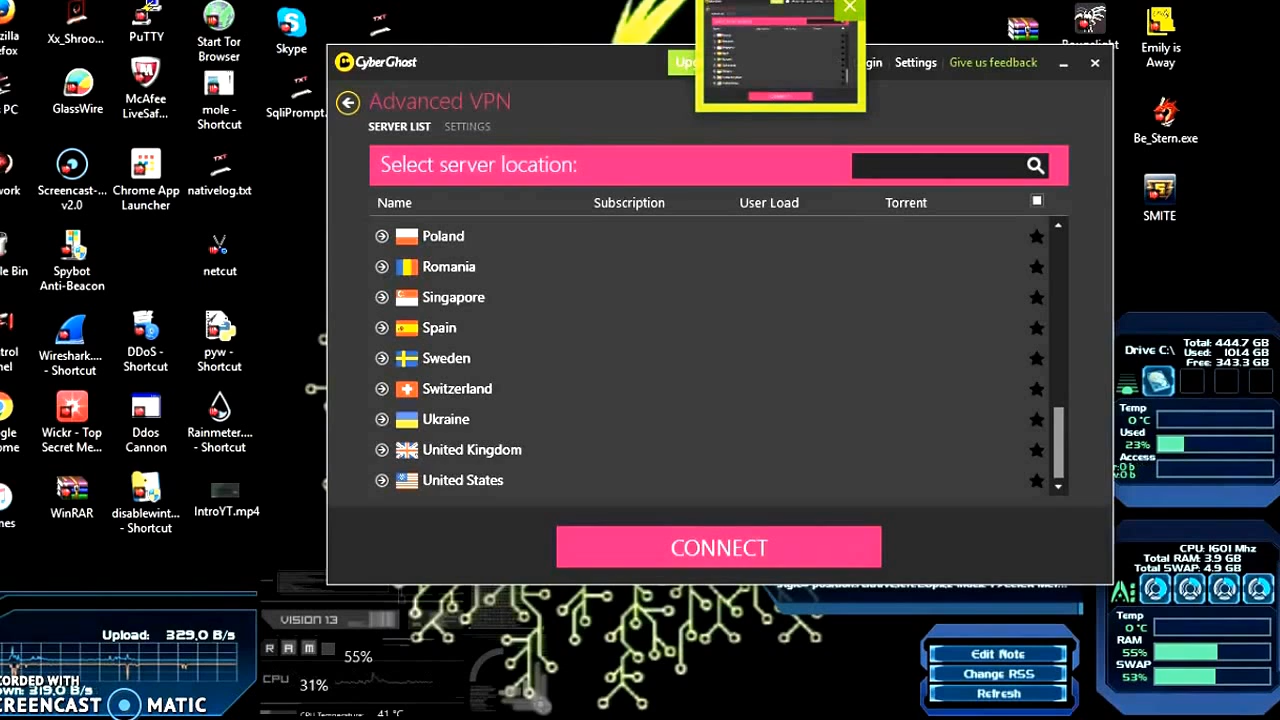 Xx_Shroo...
PuTTY
Start Tor
Browser
Skype
GlassWire
McAfee
LiveSaf...
mole -
Shortcut
SqliPrompt.
Screencast-...
v2.0
Chrome App
Launcher
nativelog.txt
Spybot
Anti-Beacon
netcut
Wireshark....
- Shortcut
DDoS -
Shortcut
pyw -
Shortcut
Wickr - Top
Secret Me...
Ddos
Cannon
Rainmeter....
- Shortcut
WinRAR
disablewint...
- Shortcut
IntroYT.mp4
CyberGhost
Settings
Give us feedback
Advanced VPN
SERVER LIST SETTINGS
Select server location:
Name Subscription User Load Torrent
Poland
Romania
Singapore
Spain
Sweden
Switzerland
Ukraine
United Kingdom
United States
CONNECT
Emily is
Away
Be_Stern.exe
SMITE
Drive C:\
Total: 444.7 GB
Used: 101.4 GB
Free: 343.3 GB
Temp
0°C
Used
23%
Access
CPU: 1601 Mhz
Total RAM: 3.9 GB
Total SWAP: 4.9 GB
Temp
0°C
RAM
55%
SWAP
53%
Upload: 329.0 B/s
VISION 13
R A M
55%
CPU
31%
CPU Temperature: 41 °C
Edit Note
Change RSS
Refresh
MATIC